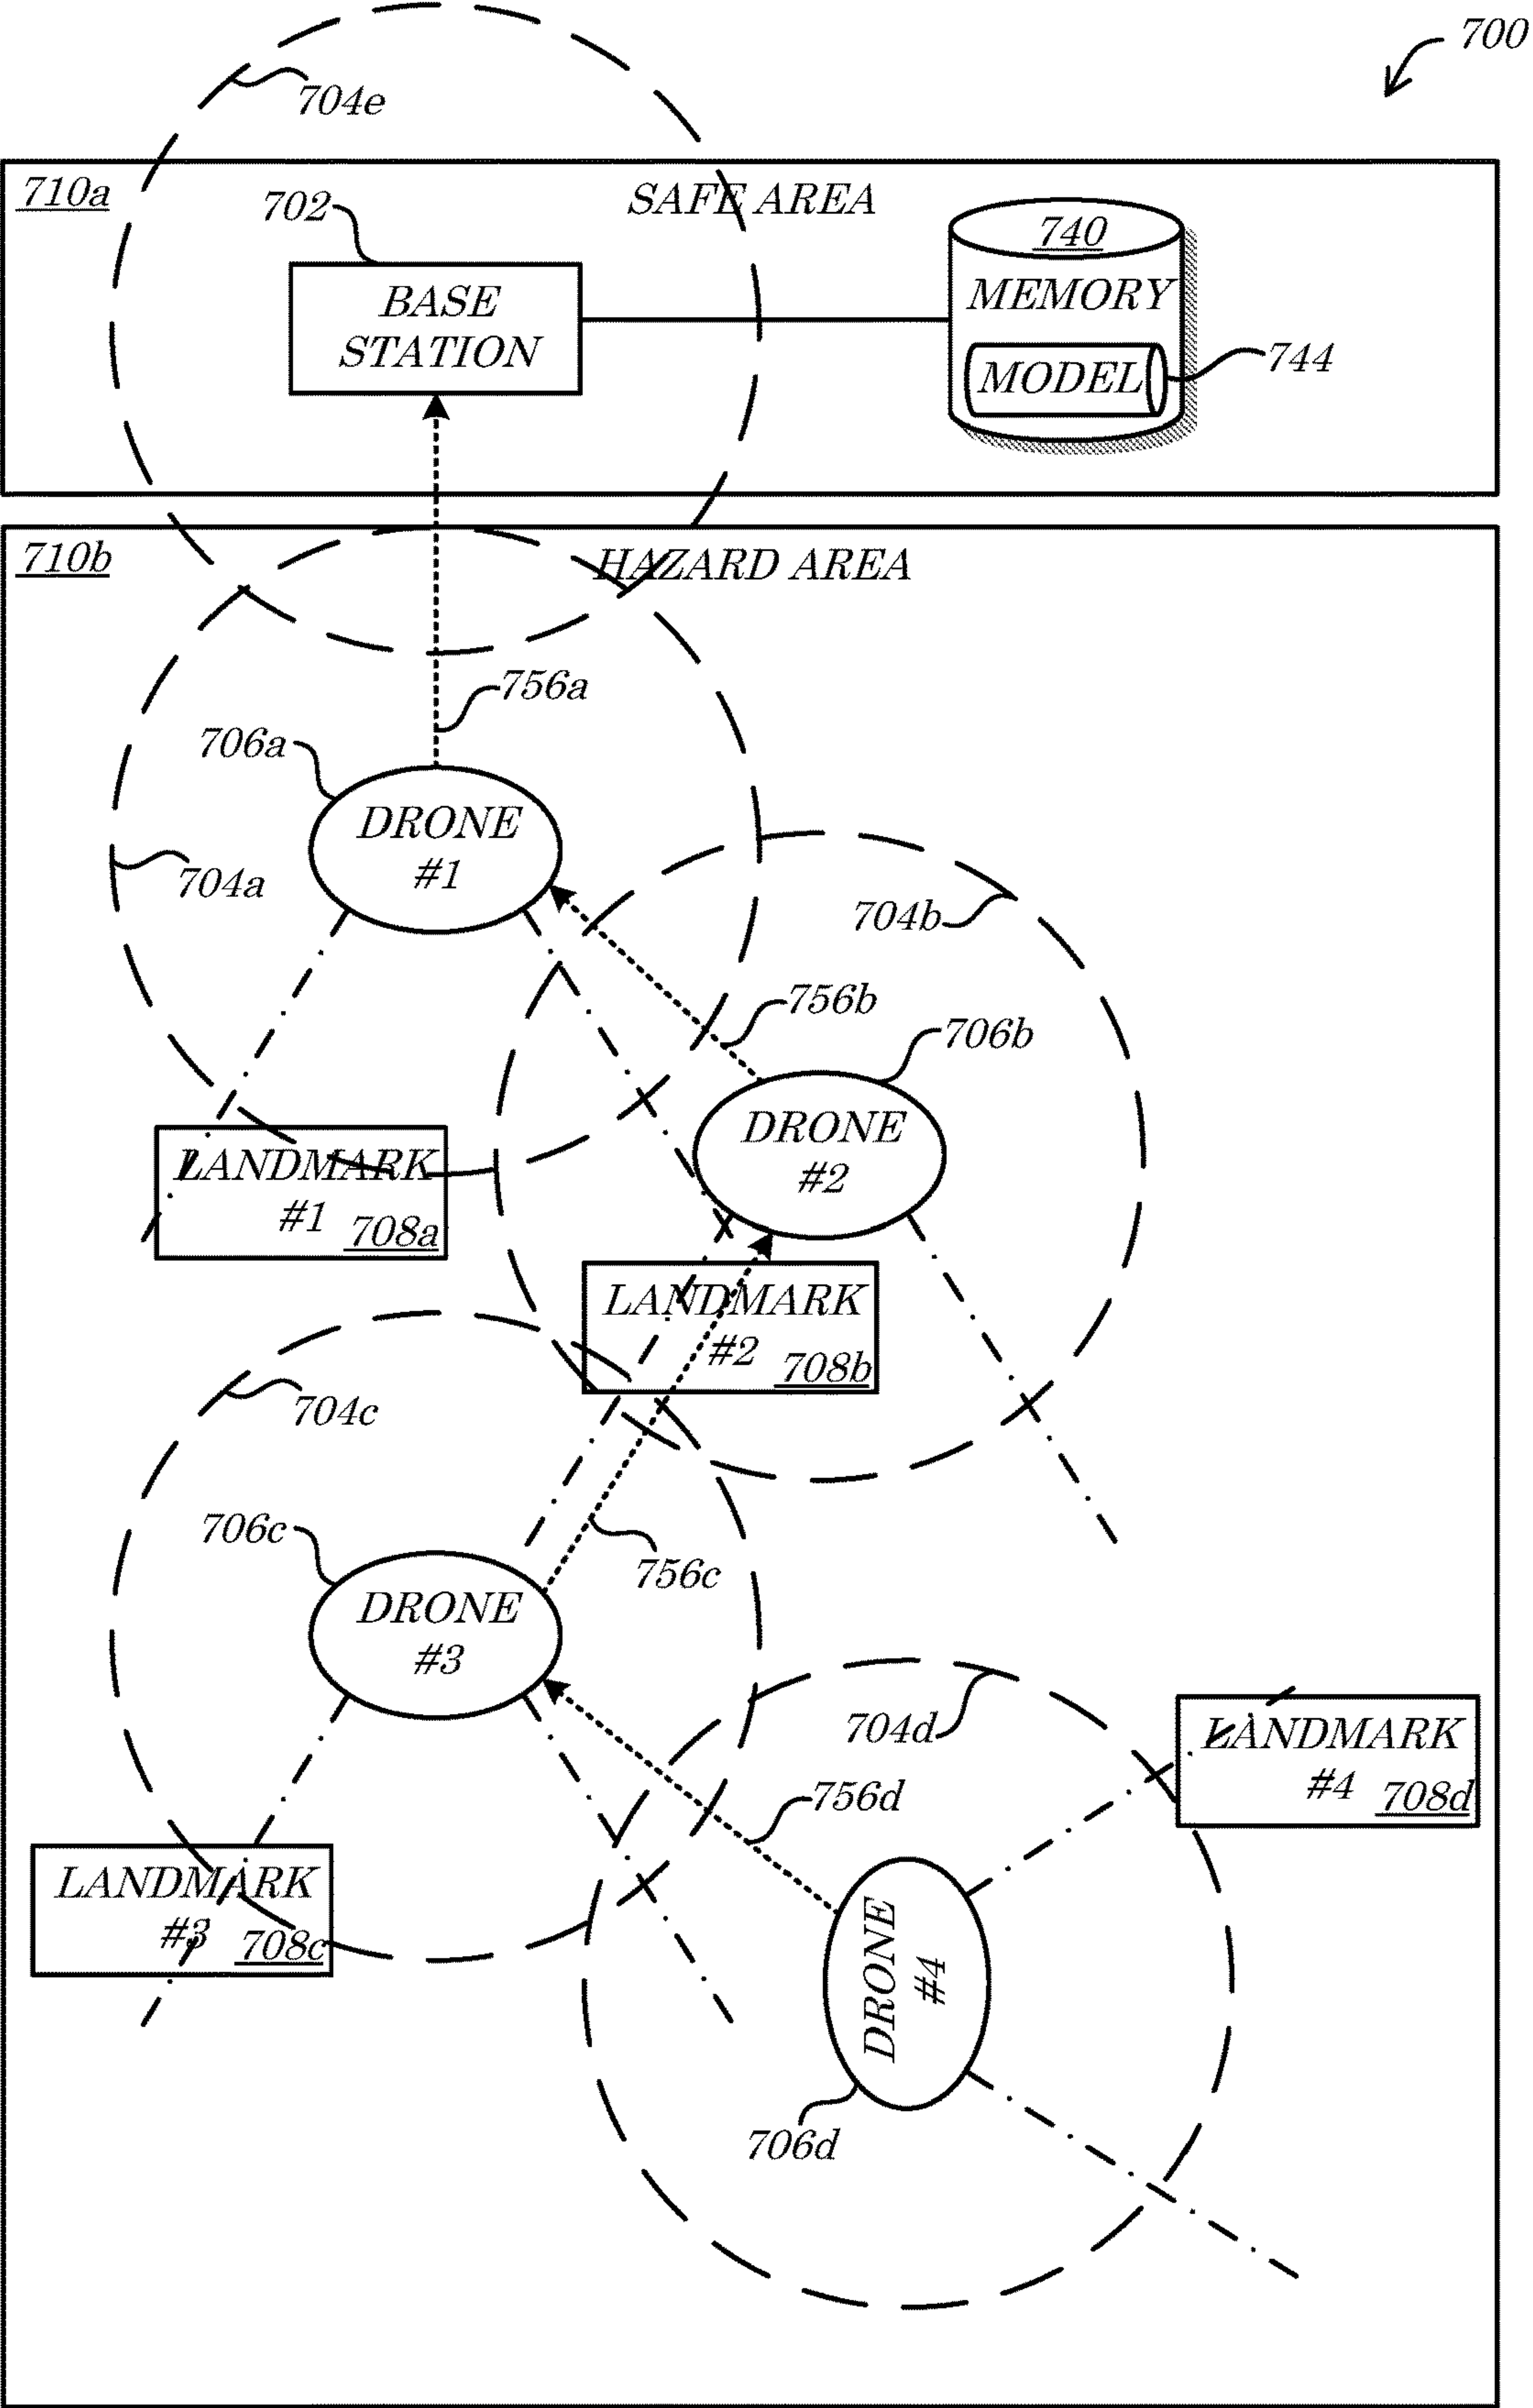 700
704e
710a
SAFE AREA
702
BASE
STATION
740
MEMORY
MODEL
744
710b
HAZARD AREA
756a
706a
DRONE
#1
704a
704b
756b
706b
DRONE
#2
LANDMARK
#1
708a
LANDMARK
#2
708b
704c
706c
756c
DRONE
#3
704d
LANDMARK
#4
708d
756d
LANDMARK
#3
708c
DRONE
#4
706d